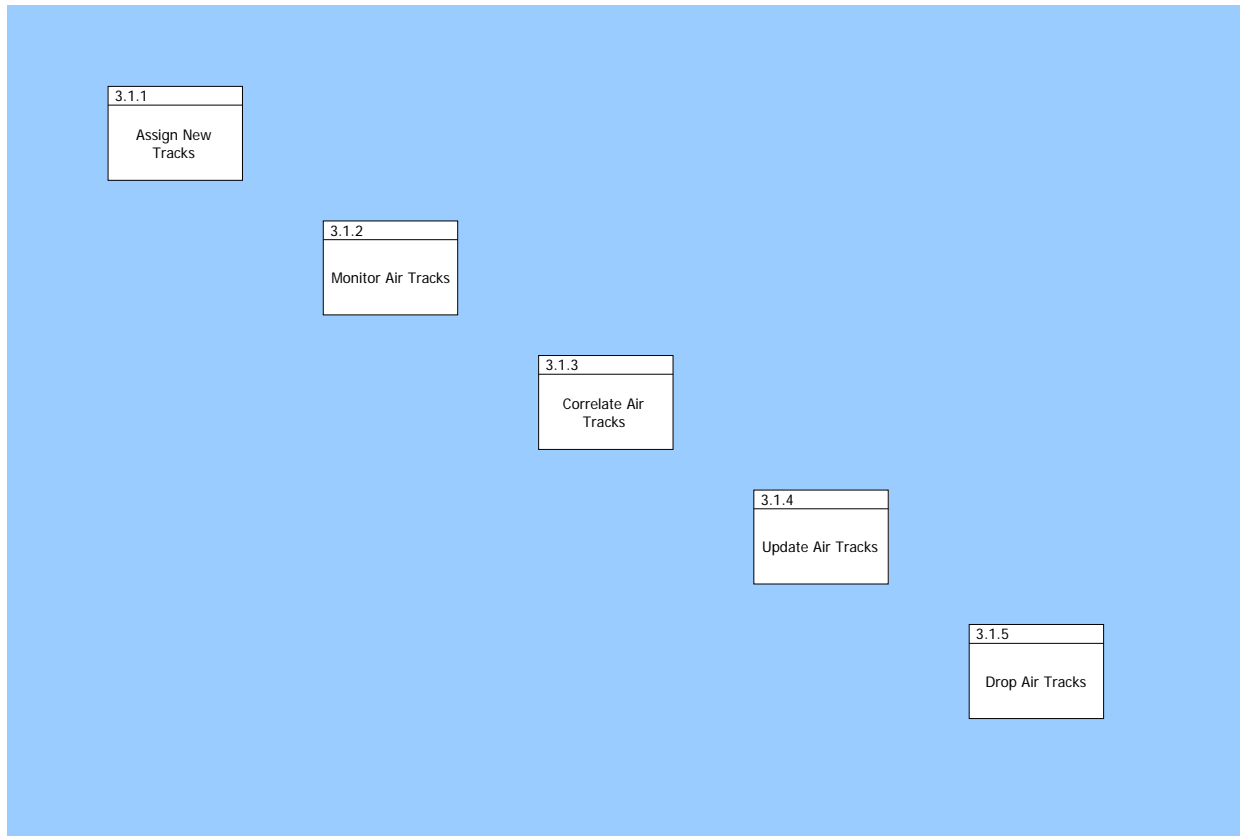 3.1.1
Assign New
Tracks
3.1.2
Monitor Air Tracks
3.1.3
Correlate Air
Tracks
3.1.4
Update Air Tracks
3.1.5
Drop Air Tracks